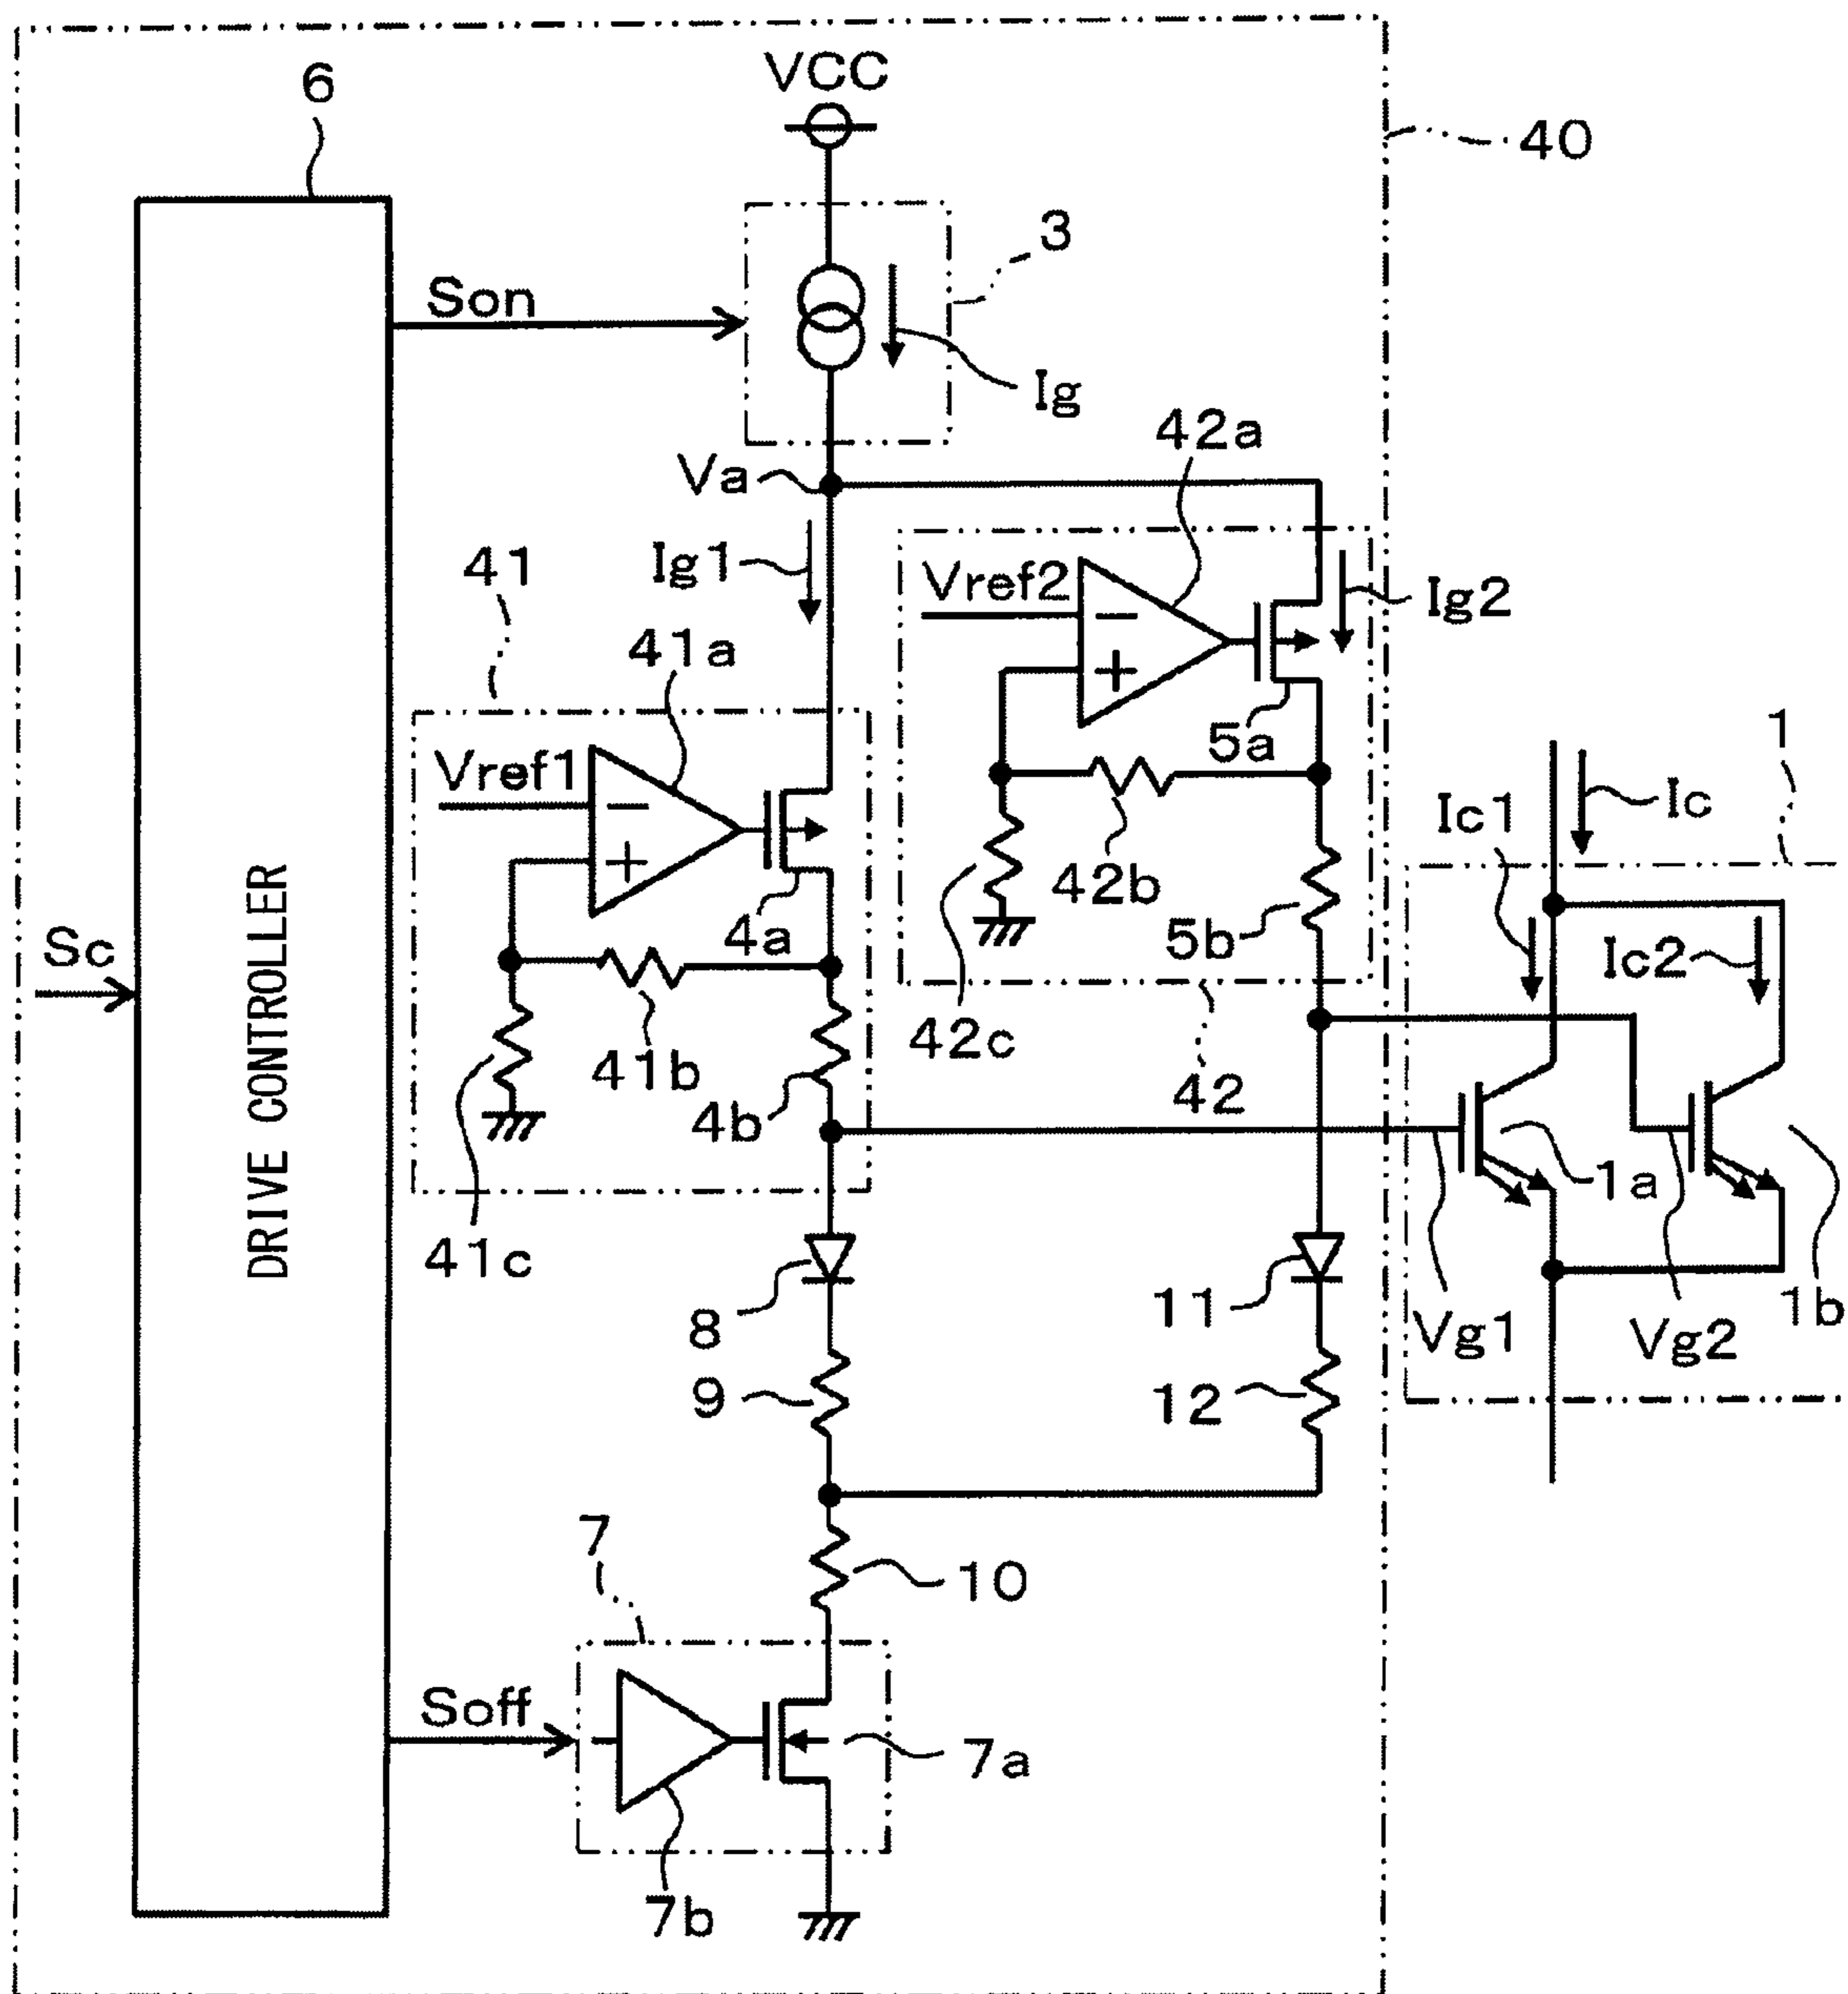 VCC
6
40
3
Son
Ig
42a
Va
41
Ig1
Vref2
Ig2
41a
5a
1
Vref1
Ic1
Ic
42b
4a
5b
Sc
Ic2
42c
41b
42
4b
DRIVE CONTROLLER
1a
41c
11
1b
8
Vg1
Vg2
9
12
7
10
Soff
7a
7b